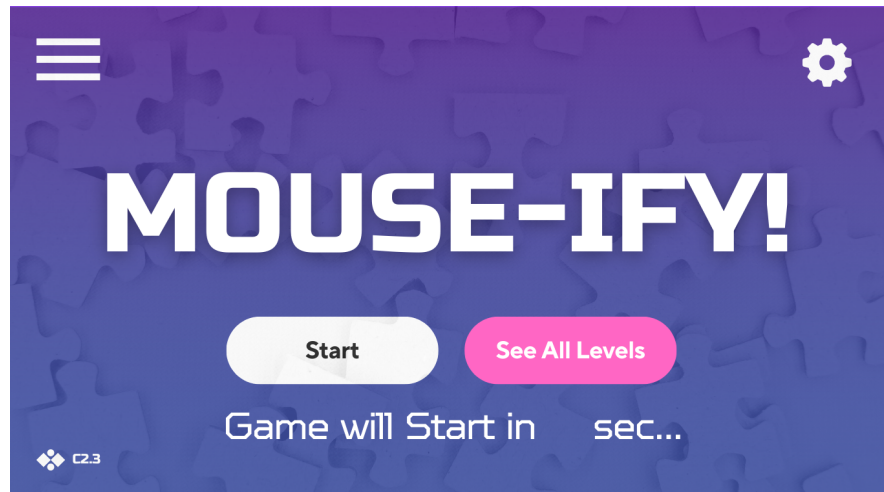 MOUSE-IFY!
Start
See All Levels
Game will Start in sec...
C2.3